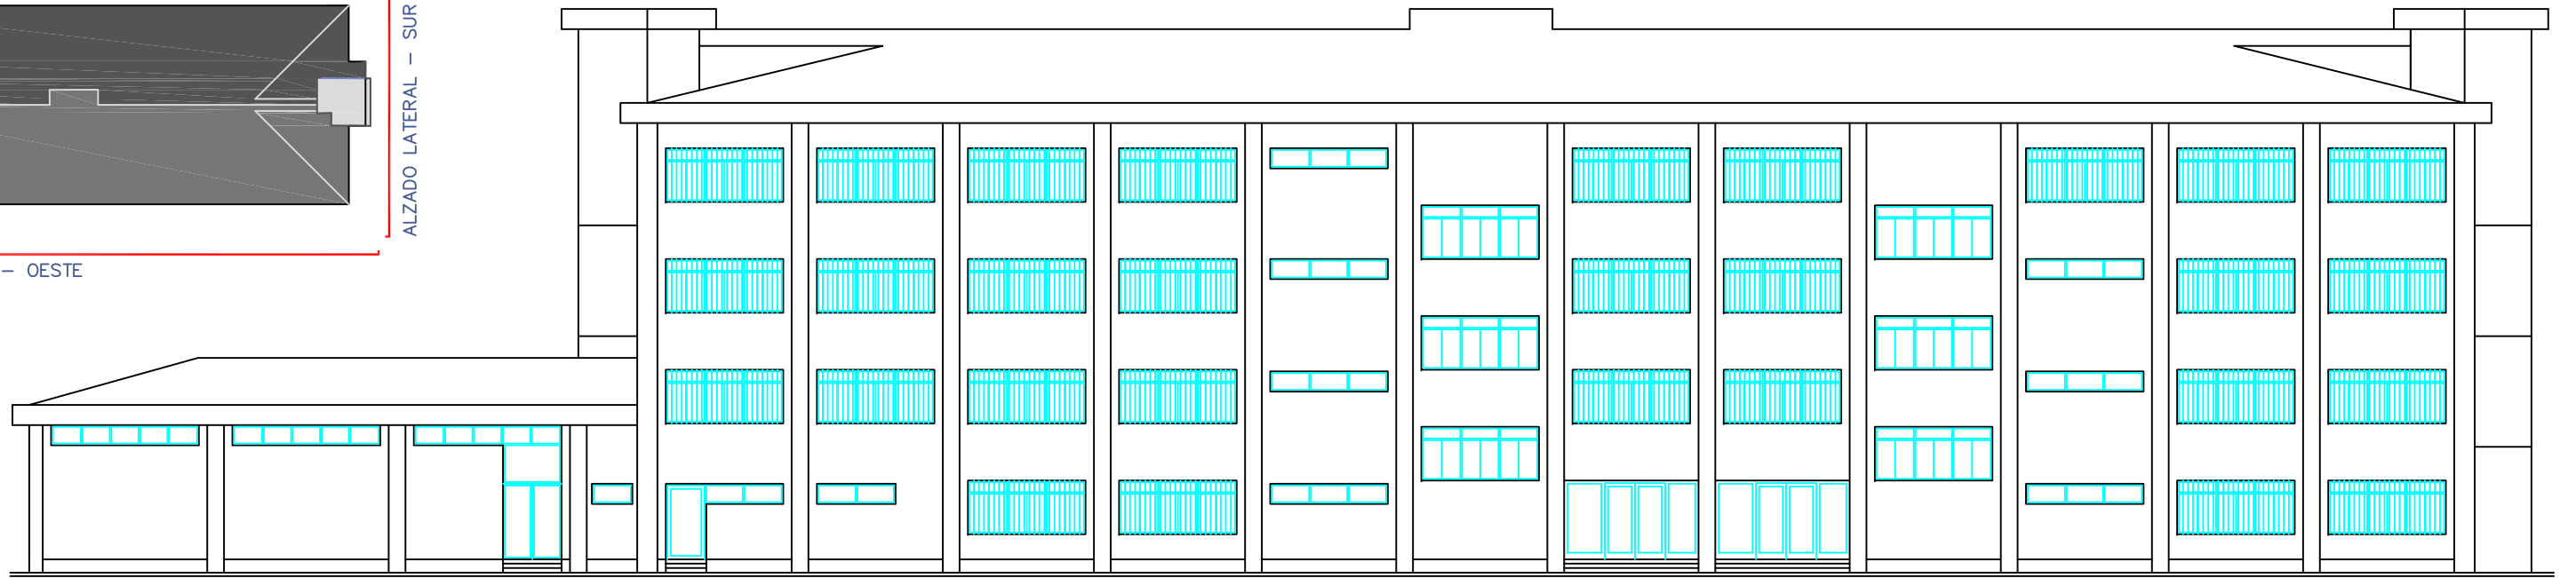 ALZADO LATERAL – SUR
– OESTE